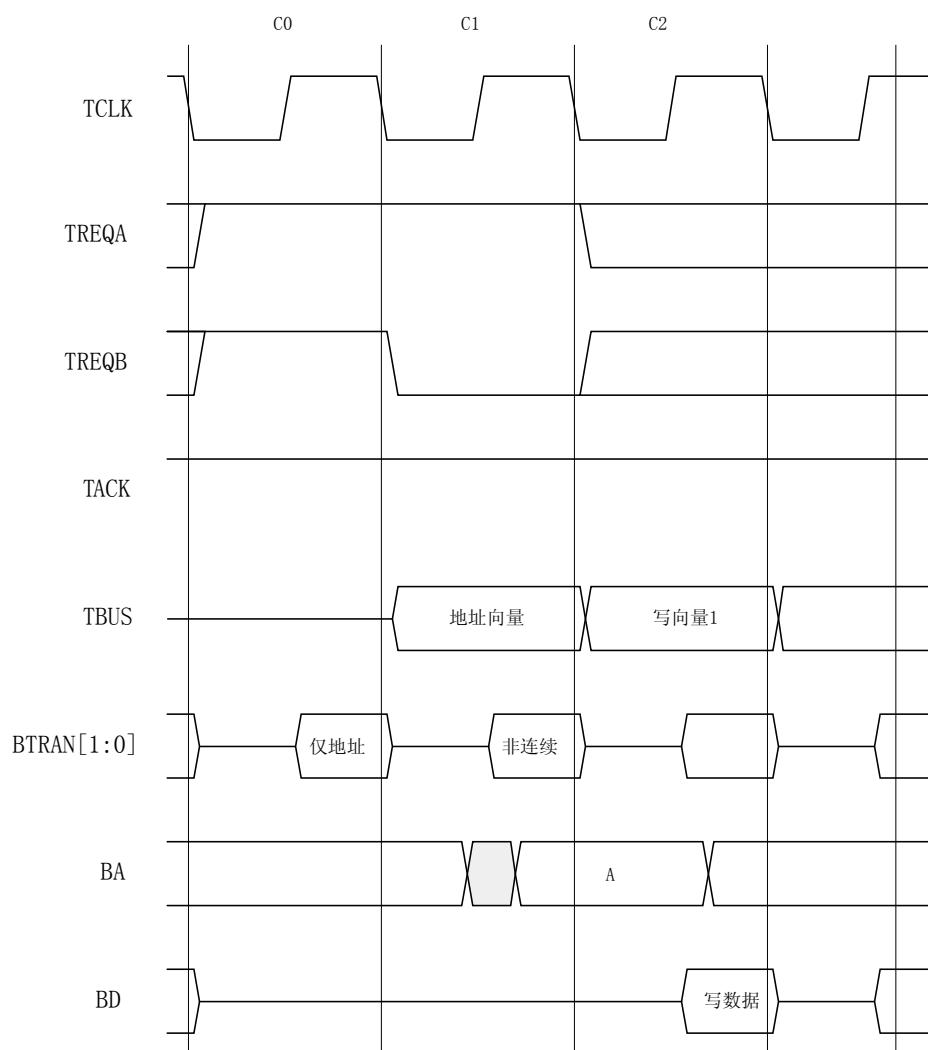 C0 C1 C2
TCLK
TREQA
TREQB
TACK
TBUS 地址向量 写向量1
BTRAN[1:0] 仅地址 非连续
BA A
BD 写数据